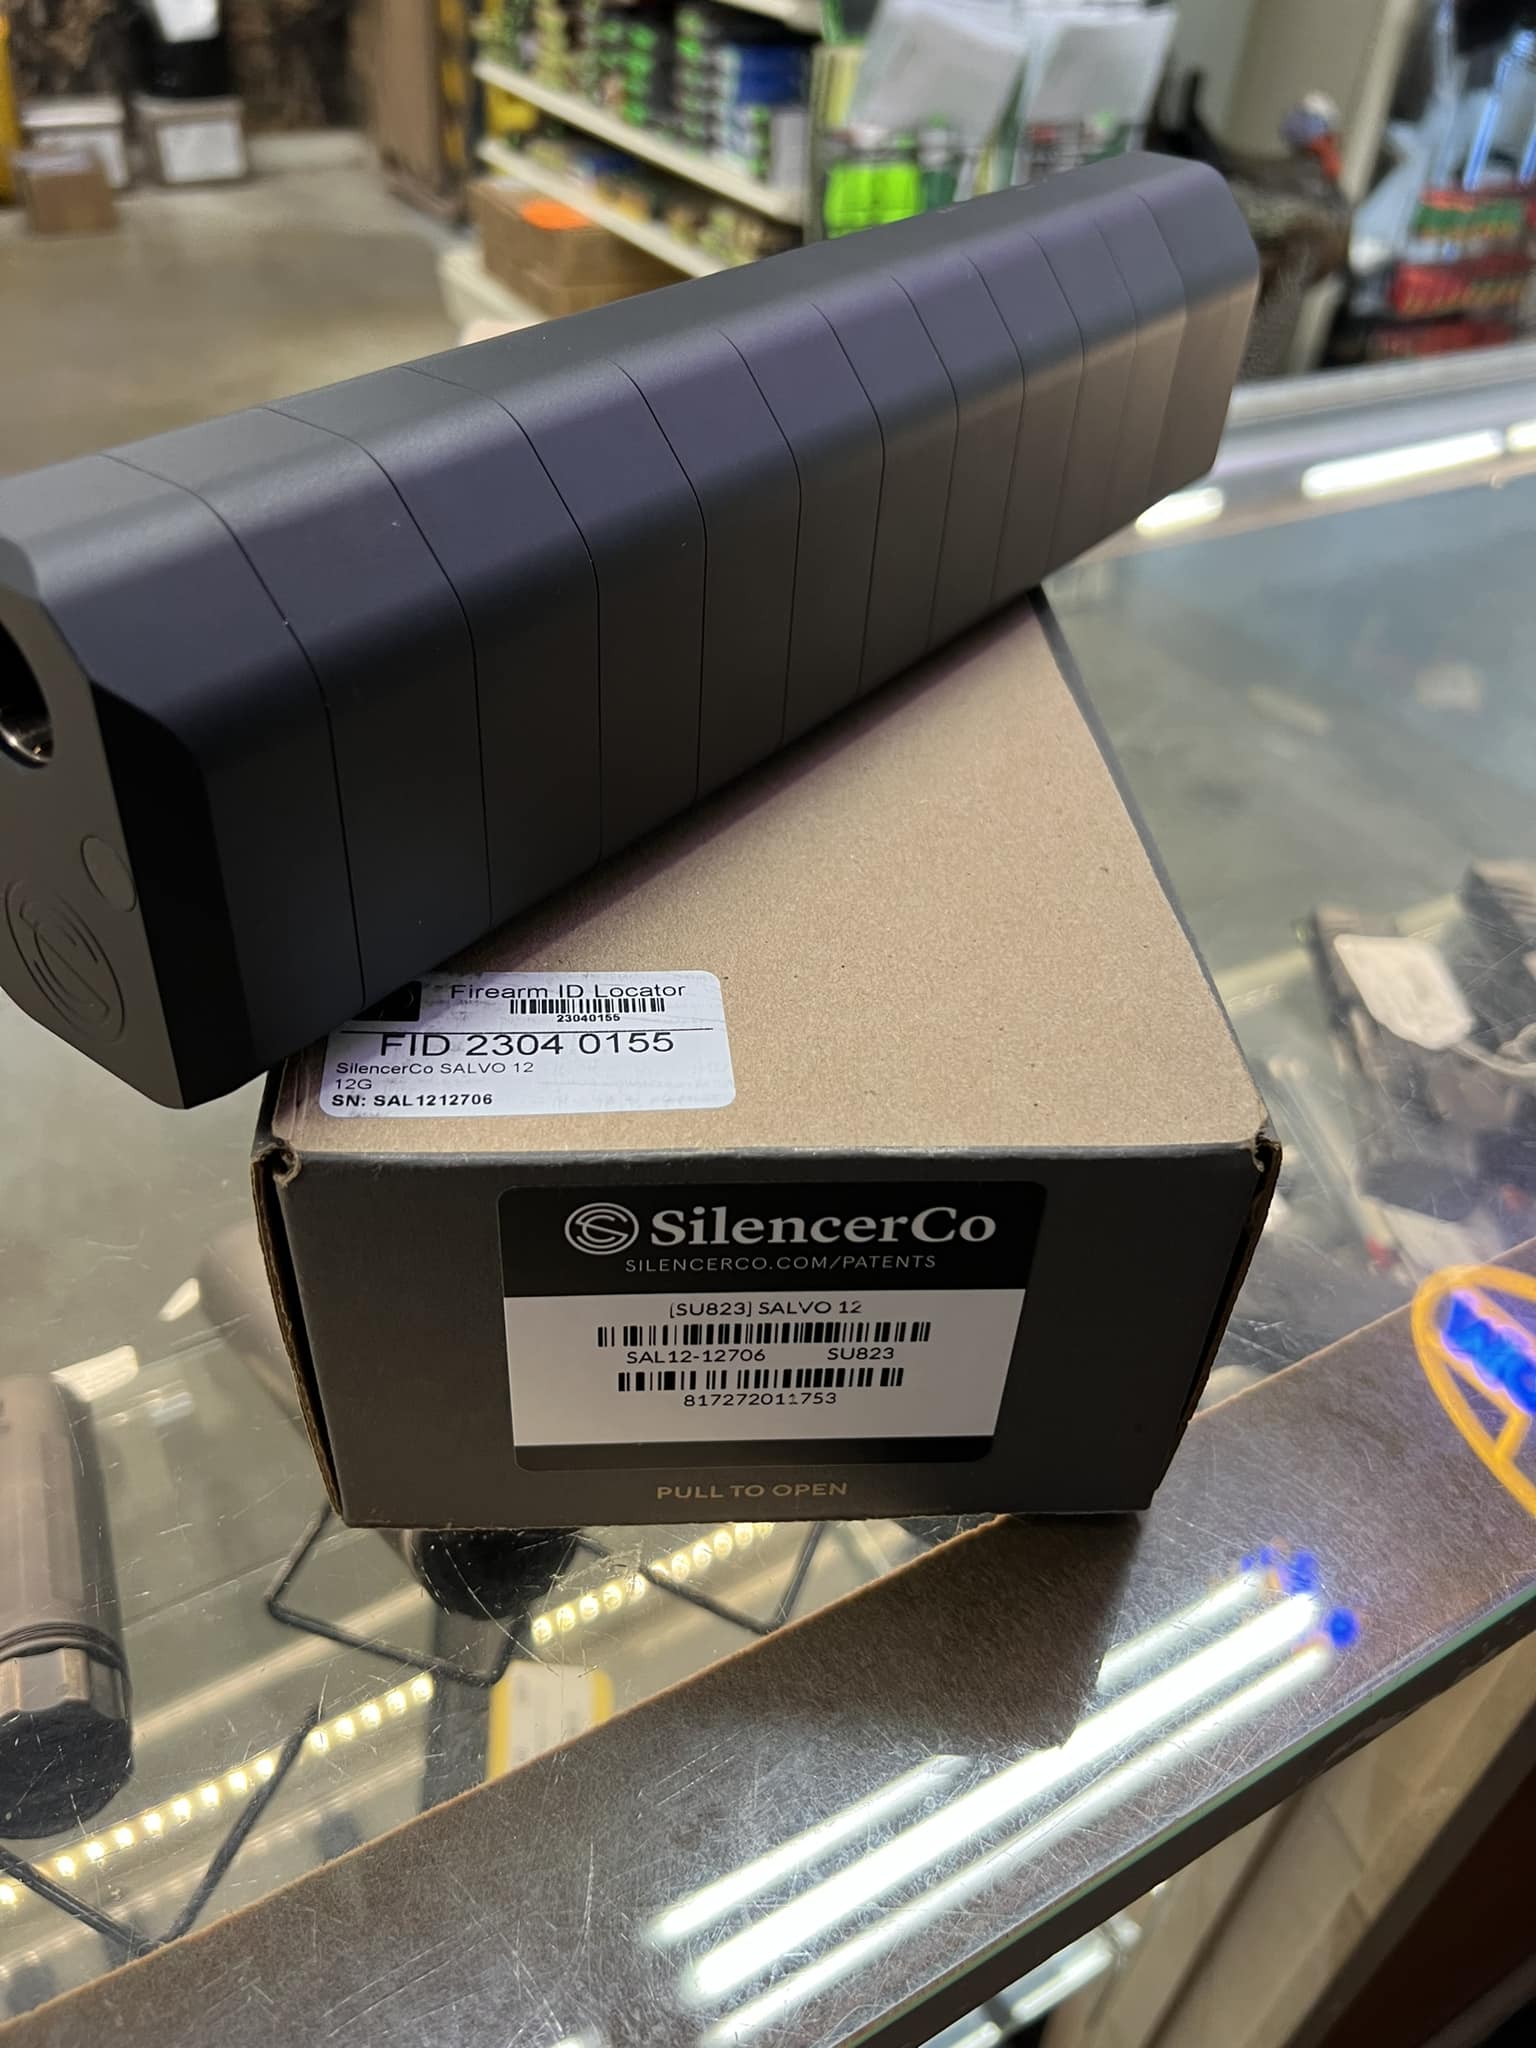 Firearm ID Locator
23040155
FID 2304 0155
SilencerCo SALVO 12
12G
SN: SAL1212706
SilencerCo
SILENCERCO.COM/PATENTS
[SU823] SALVO 12
SAL12-12706 SU823
817272011753
PULL TO OPEN